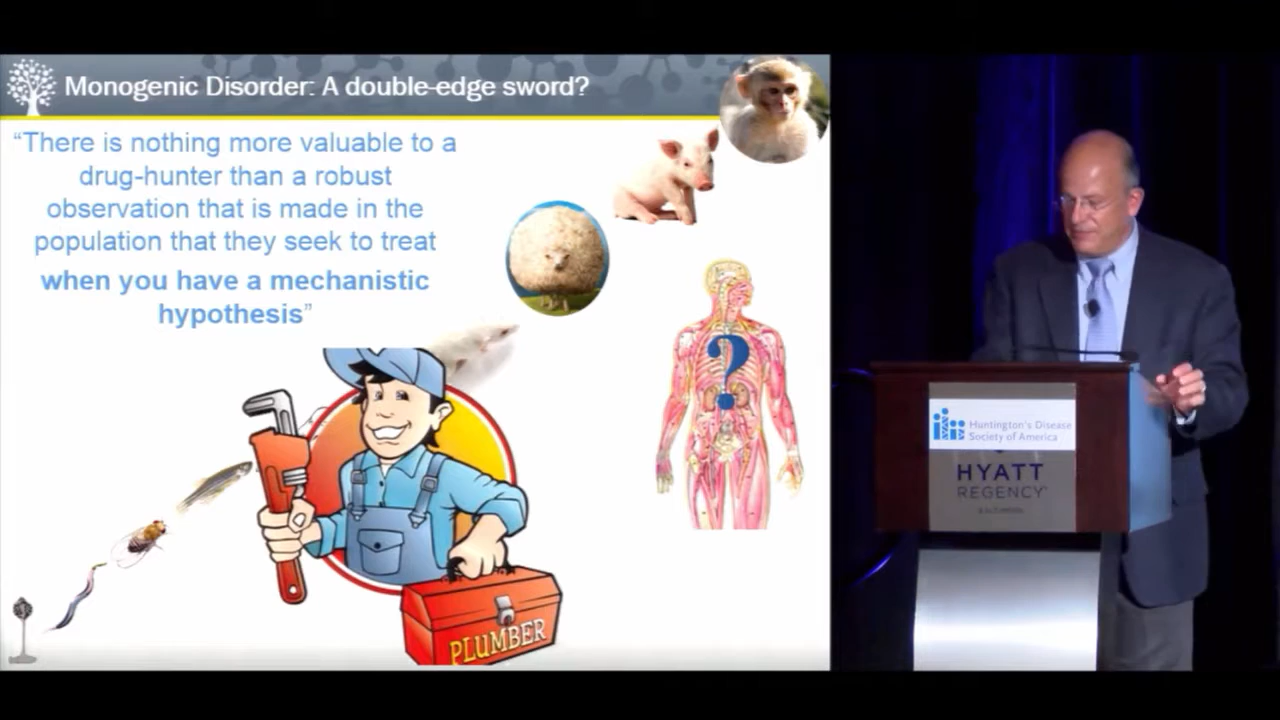 Monogenic Disorder: A double-edge sword?
“There is nothing more valuable to a
drug-hunter than a robust
observation that is made in the
population that they seek to treat
when you have a mechanistic
hypothesis”
?
PLUMBER
Huntington's Disease
Society of America
HYATT
REGENCY